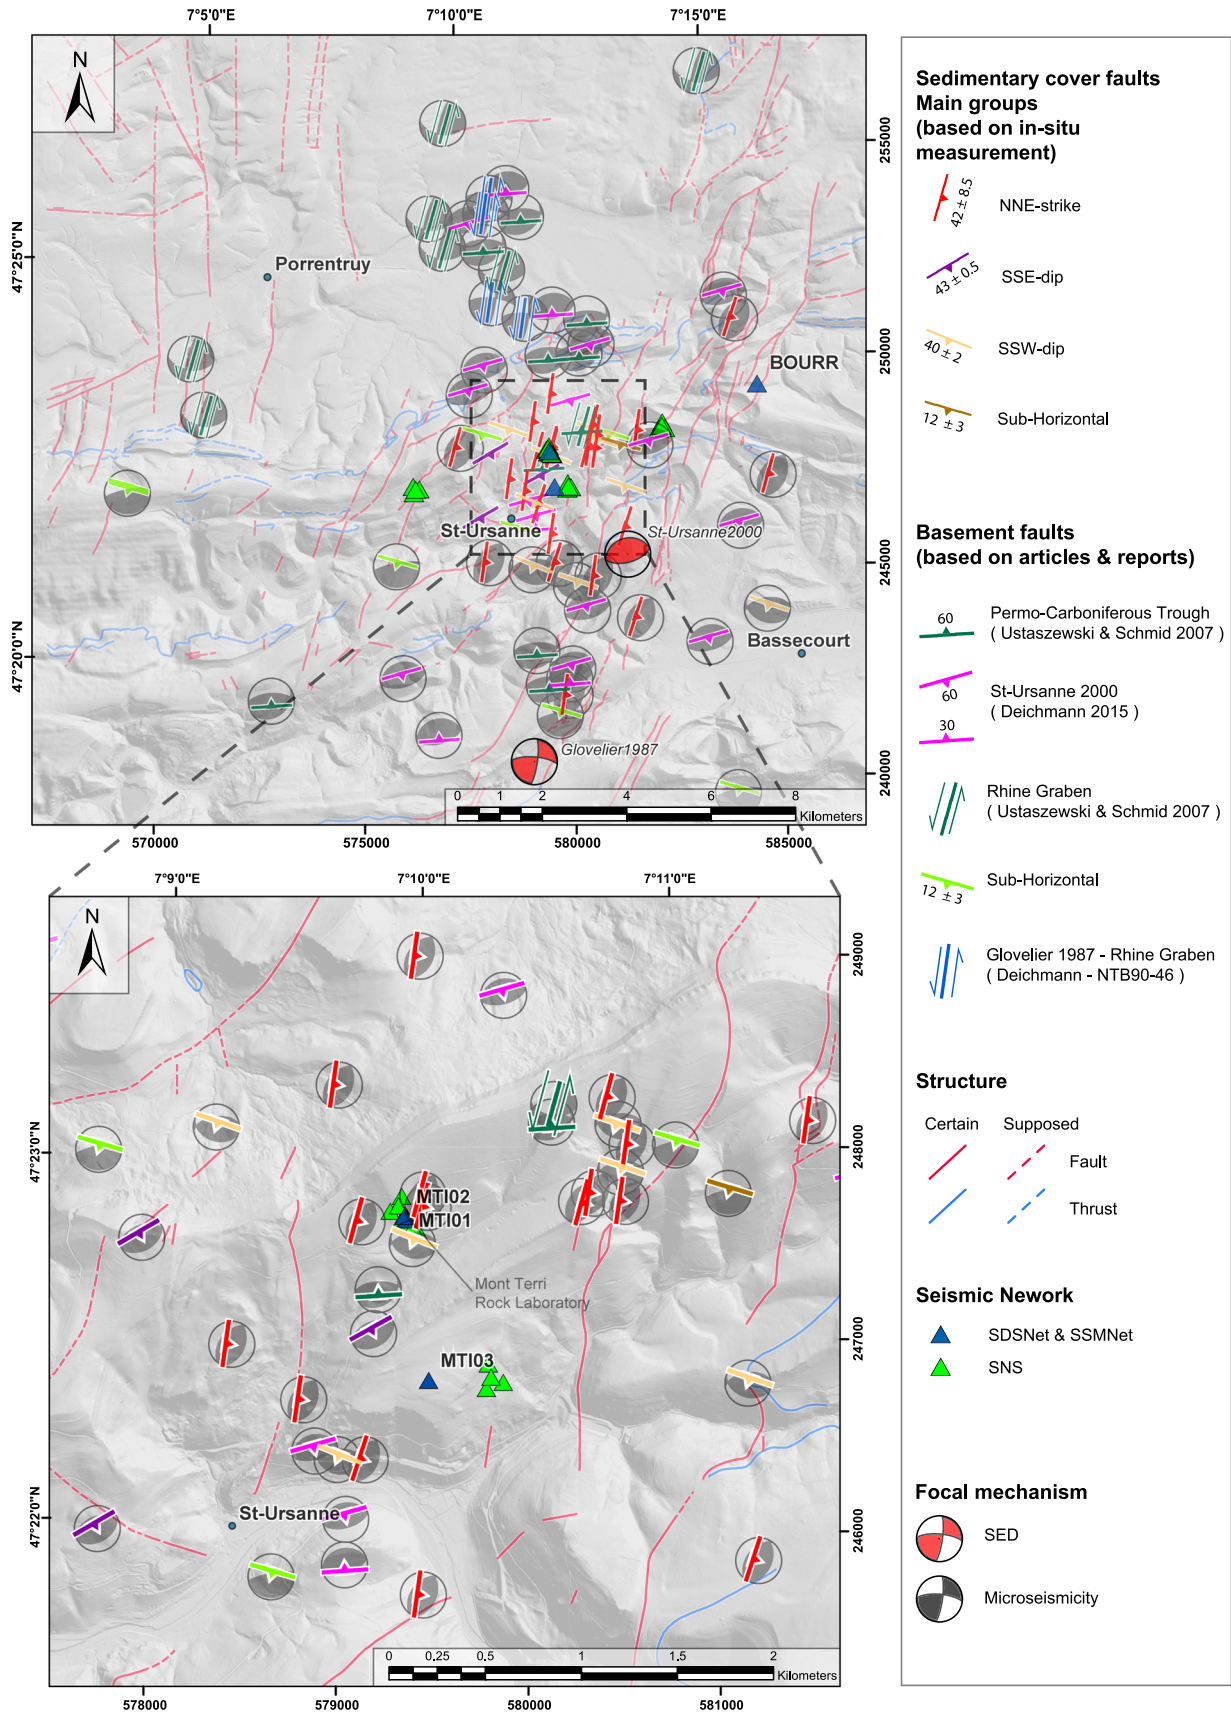 7°5'0"E
7°10'0"E
7°15'0"E
N
255000
47°25'0"N
Porrentruy
250000
BOURR
St-Ursanne
St-Ursanne2000
245000
47°20'0"N
Bassecourt
Glovelier1987
240000
0 1 2 4 6 8
Kilometers
570000
575000
580000
585000
7°9'0"E
7°10'0"E
7°11'0"E
N
249000
248000
47°23'0"N
MTI02
MTI01
Mont Terri
Rock Laboratory
247000
MTI03
47°22'0"N
St-Ursanne
246000
0 0.25 0.5 1 1.5 2
Kilometers
578000
579000
580000
581000
Sedimentary cover faults
Main groups
(based on in-situ
measurement)
42 ± 8.5
NNE-strike
43 ± 0.5
SSE-dip
40 ± 2
SSW-dip
12 ± 3
Sub-Horizontal
Basement faults
(based on articles & reports)
60
Permo-Carboniferous Trough
( Ustaszewski & Schmid 2007 )
60
St-Ursanne 2000
( Deichmann 2015 )
30
Rhine Graben
( Ustaszewski & Schmid 2007 )
12 ± 3
Sub-Horizontal
Glovelier 1987 - Rhine Graben
( Deichmann - NTB90-46 )
Structure
Certain Supposed
Fault
Thrust
Seismic Nework
SDSNet & SSMNet
SNS
Focal mechanism
SED
Microseismicity